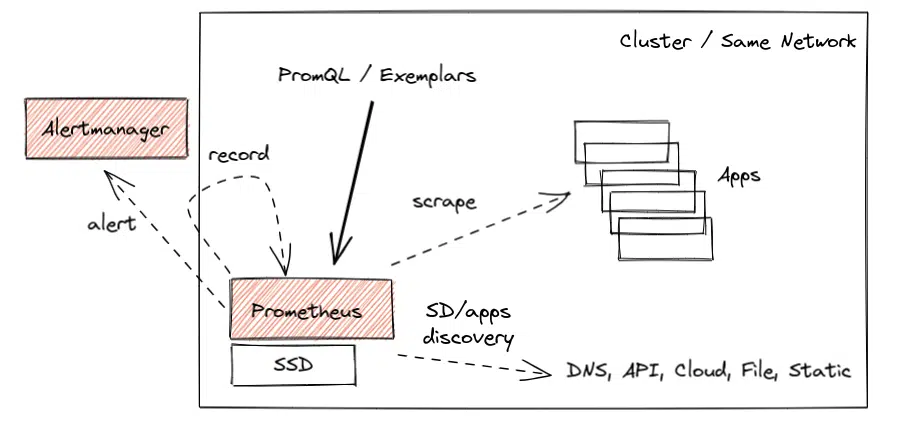 Cluster / Same Network
PromQL / Exemplars
Alertmanager
record
Apps
scrape
alert
Prometheus
SD/apps
discovery
SSD
DNS, API, Cloud, File, Static